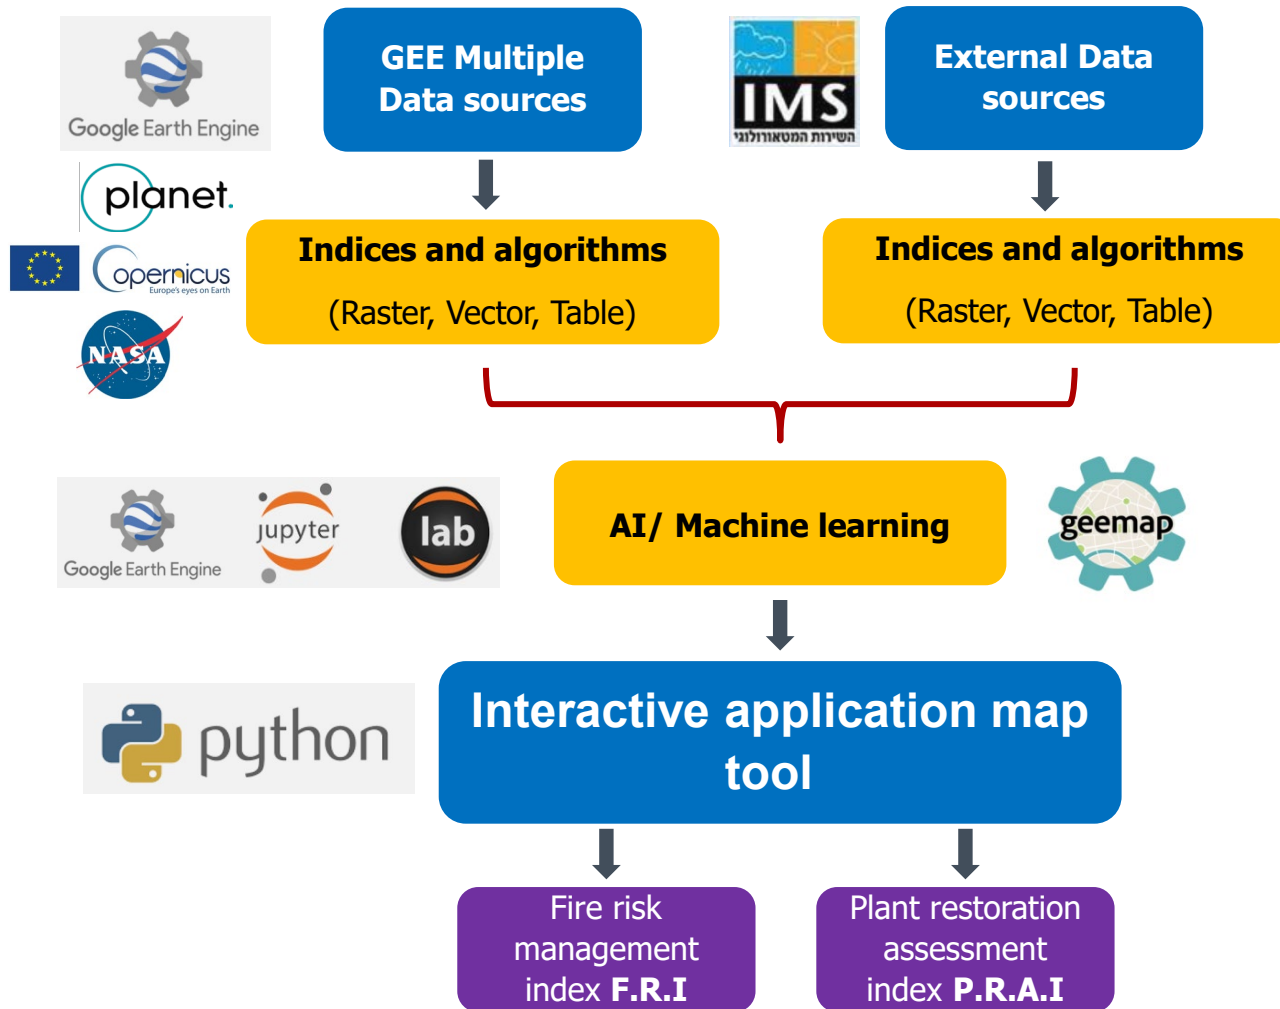 Google Earth Engine
GEE Multiple
Data sources
IMS
השירות המטאורולוגי
External Data
sources
planet.
Copernicus
Europe's eyes on Earth
NASA
Indices and algorithms
(Raster, Vector, Table)
Indices and algorithms
(Raster, Vector, Table)
Google Earth Engine
jupyter
lab
AI/ Machine learning
geemap
python
Interactive application map
tool
Fire risk
management
index F.R.I
Plant restoration
assessment
index P.R.A.I